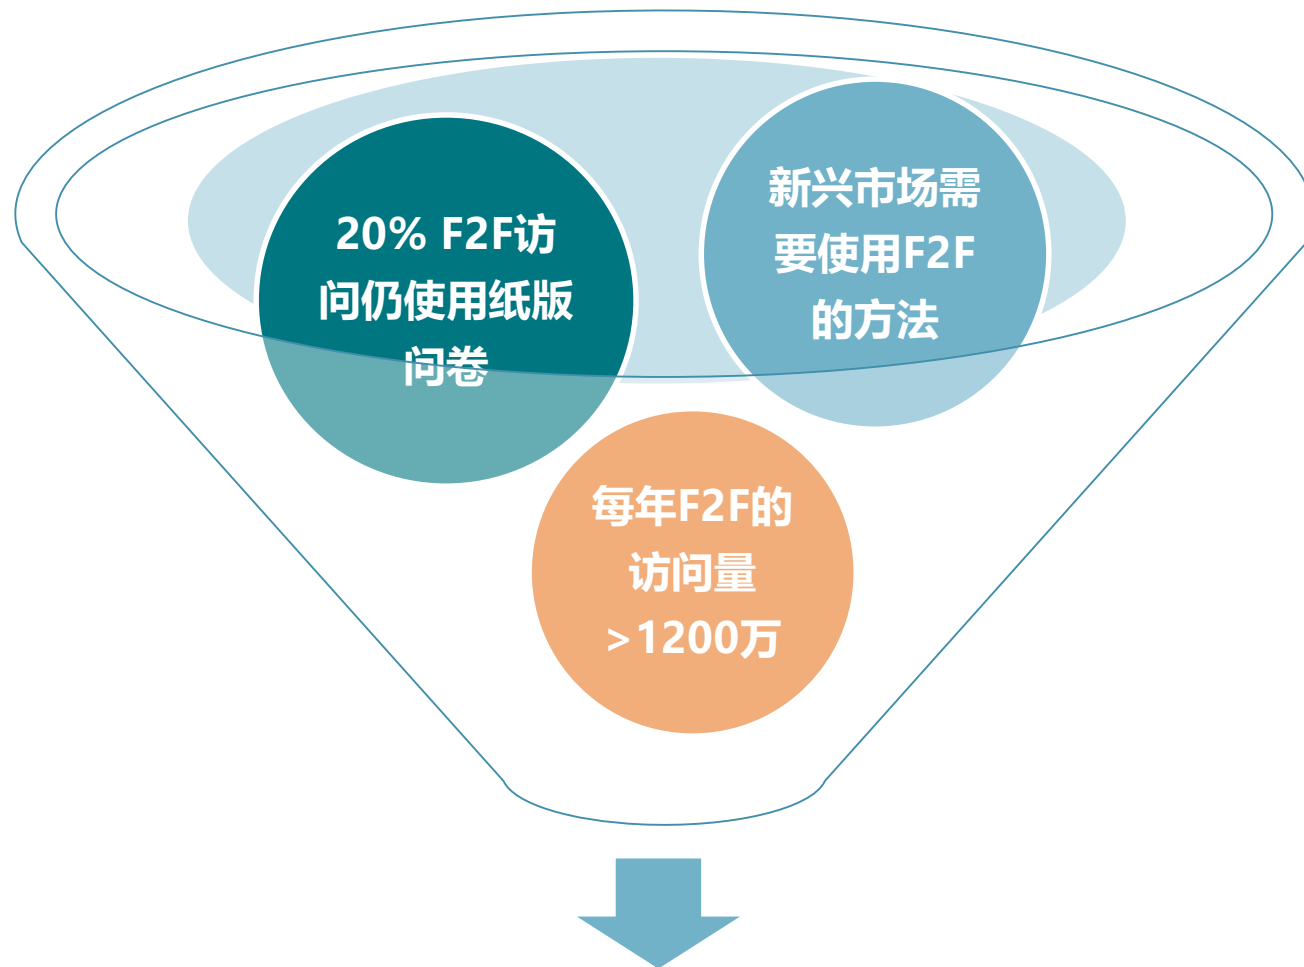 20% F2F访
问仍使用纸版
问卷
新兴市场需
要使用F2F
的方法
每年F2F的
访问量
>1200万